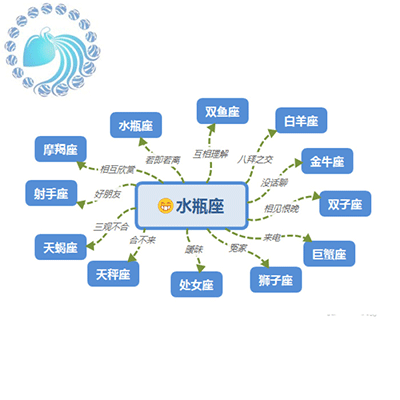 双鱼座
白羊座
水瓶座
摩羯座
若即若离
互相理解
八拜之交
金牛座
相互欣赏
没话聊
射手座
好朋友
水瓶座
相见恨晚
双子座
三观不合
天蝎座
合不来
暧昧
冤家
来电
巨蟹座
天秤座
处女座
狮子座